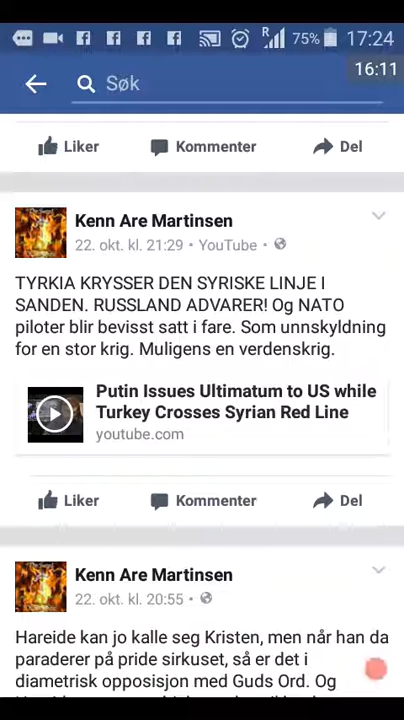 R 75% 17:24
16:11
Søk
Liker Kommenter Del
Kenn Are Martinsen
22. okt. kl. 21:29 • YouTube •
TYRKIA KRYSSER DEN SYRISKE LINJE I
SANDEN. RUSSLAND ADVARER! Og NATO
piloter blir bevisst satt i fare. Som unnskyldning
for en stor krig. Muligens en verdenskrig.
Putin Issues Ultimatum to US while
Turkey Crosses Syrian Red Line
youtube.com
Liker Kommenter Del
Kenn Are Martinsen
22. okt. kl. 20:55 •
Hareide kan jo kalle seg Kristen, men når han da
paraderer på pride sirkuset, så er det i
diametrisk opposisjon med Guds Ord. Og